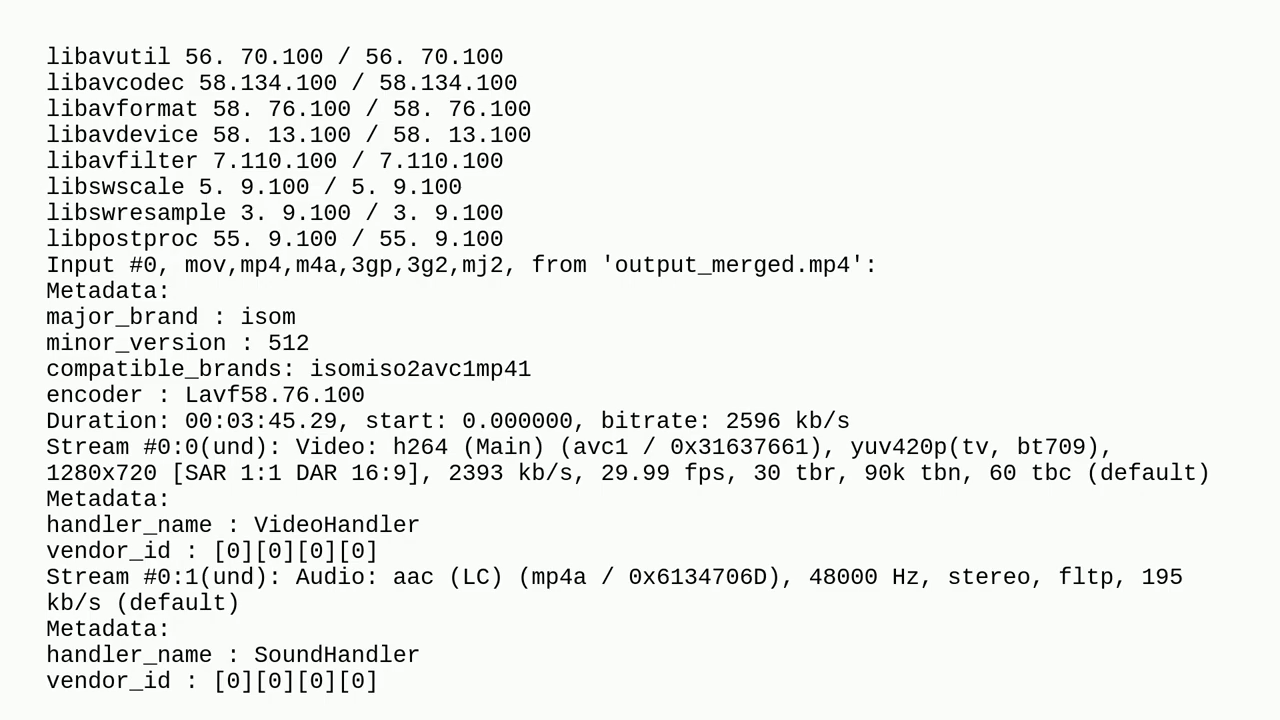 libavutil 56. 70.100 / 56. 70.100
libavcodec 58.134.100 / 58.134.100
libavformat 58. 76.100 / 58. 76.100
libavdevice 58. 13.100 / 58. 13.100
libavfilter 7.110.100 / 7.110.100
libswscale 5. 9.100 / 5. 9.100
libswresample 3. 9.100 / 3. 9.100
libpostproc 55. 9.100 / 55. 9.100
Input #0, mov,mp4,m4a,3gp,3g2,mj2, from 'output_merged.mp4':
Metadata:
major_brand : isom
minor_version : 512
compatible_brands: isomiso2avc1mp41
encoder : Lavf58.76.100
Duration: 00:03:45.29, start: 0.000000, bitrate: 2596 kb/s
Stream #0:0(und): Video: h264 (Main) (avc1 / 0x31637661), yuv420p(tv, bt709),
1280x720 [SAR 1:1 DAR 16:9], 2393 kb/s, 29.99 fps, 30 tbr, 90k tbn, 60 tbc (default)
Metadata:
handler_name : VideoHandler
vendor_id : [0][0][0][0]
Stream #0:1(und): Audio: aac (LC) (mp4a / 0x6134706D), 48000 Hz, stereo, fltp, 195
kb/s (default)
Metadata:
handler_name : SoundHandler
vendor_id : [0][0][0][0]